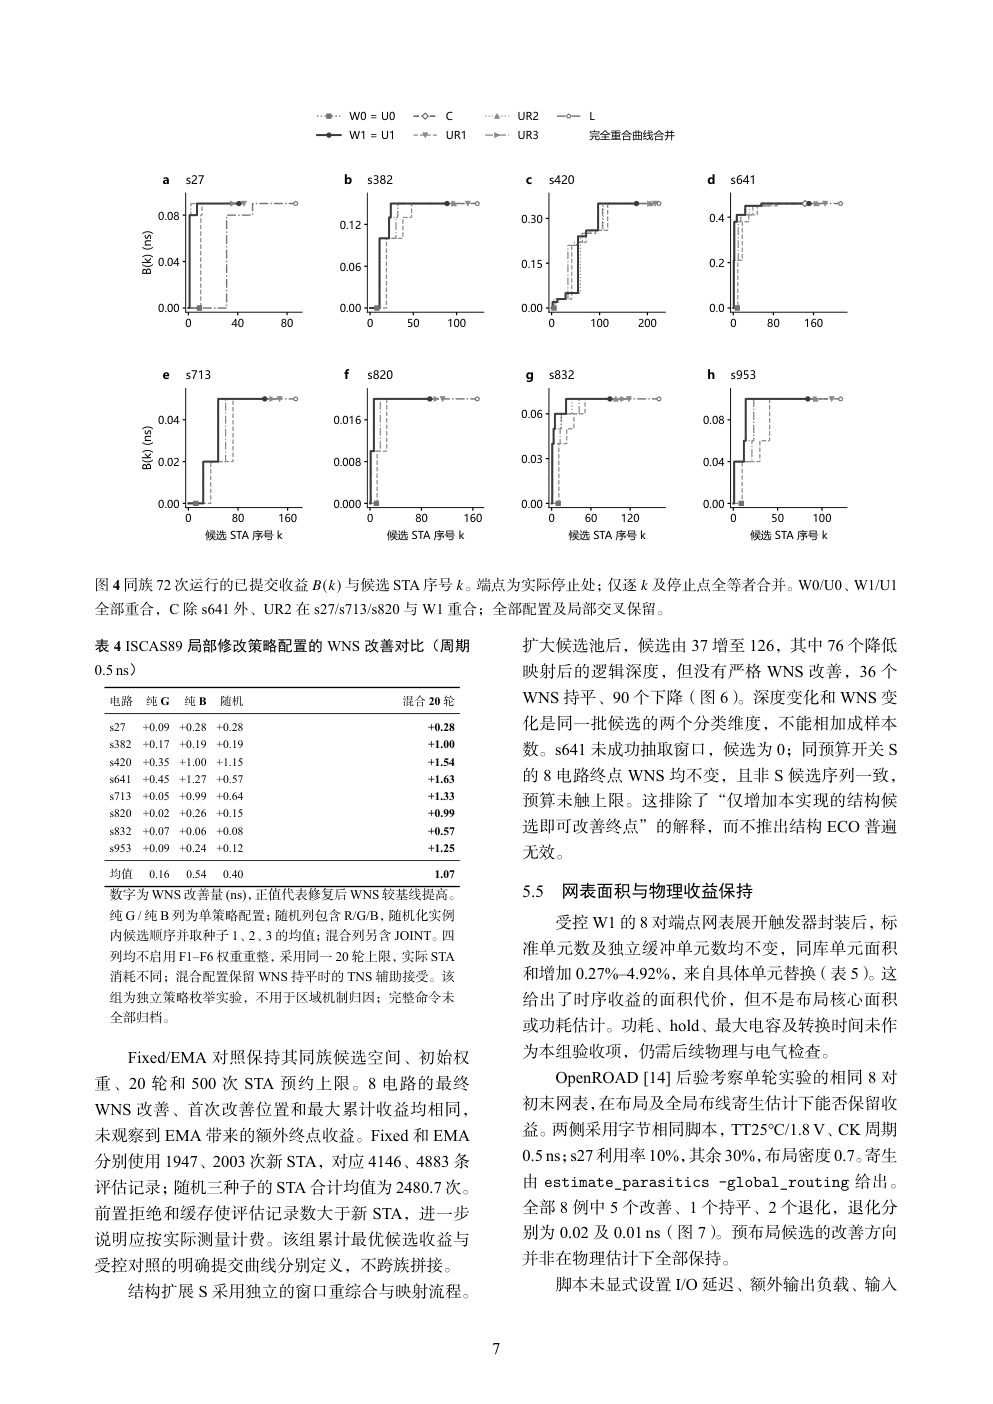 W0 = U0 C UR2 L
W1 = U1 UR1 UR3 完全重合曲线合并
a s27
b s382
c s420
d s641
B(k) (ns)
0.08
0.04
0.00
0 40 80
0.12
0.06
0.00
0 50 100
0.30
0.15
0.00
0 100 200
0.4
0.2
0.0
0 80 160
e s713
f s820
g s832
h s953
B(k) (ns)
0.04
0.02
0.00
0 80 160
候选 STA 序号 k
0.016
0.008
0.000
0 80 160
候选 STA 序号 k
0.06
0.03
0.00
0 60 120
候选 STA 序号 k
0.08
0.04
0.00
0 50 100
候选 STA 序号 k
图 4 同族 72 次运行的已提交收益 B(k) 与候选 STA 序号 k。端点为实际停止处；仅逐 k 及停止点全等者合并。W0/U0、W1/U1
全部重合，C 除 s641 外、UR2 在 s27/s713/s820 与 W1 重合；全部配置及局部交叉保留。
表 4 ISCAS89 局部修改策略配置的 WNS 改善对比（周期
0.5 ns）
电路 纯 G 纯 B 随机 混合 20 轮
s27 +0.09 +0.28 +0.28 +0.28
s382 +0.17 +0.19 +0.19 +1.00
s420 +0.35 +1.00 +1.15 +1.54
s641 +0.45 +1.27 +0.57 +1.63
s713 +0.05 +0.99 +0.64 +1.33
s820 +0.02 +0.26 +0.15 +0.99
s832 +0.07 +0.06 +0.08 +0.57
s953 +0.09 +0.24 +0.12 +1.25
均值 0.16 0.54 0.40 1.07
数字为 WNS 改善量 (ns)，正值代表修复后 WNS 较基线提高。
纯 G / 纯 B 列为单策略配置；随机列包含 R/G/B，随机化实例
内候选顺序并取种子 1、2、3 的均值；混合列另含 JOINT。四
列均不启用 F1–F6 权重重整，采用同一 20 轮上限，实际 STA
消耗不同；混合配置保留 WNS 持平时的 TNS 辅助接受。该
组为独立策略枚举实验，不用于区域机制归因；完整命令未
全部归档。
Fixed/EMA 对照保持其同族候选空间、初始权
重、20 轮和 500 次 STA 预约上限。8 电路的最终
WNS 改善、首次改善位置和最大累计收益均相同，
未观察到 EMA 带来的额外终点收益。Fixed 和 EMA
分别使用 1947、2003 次新 STA，对应 4146、4883 条
评估记录；随机三种子的 STA 合计均值为 2480.7 次。
前置拒绝和缓存使评估记录数大于新 STA，进一步
说明应按实际测量计费。该组累计最优候选收益与
受控对照的明确提交曲线分别定义，不跨族拼接。
结构扩展 S 采用独立的窗口重综合与映射流程。
扩大候选池后，候选由 37 增至 126，其中 76 个降低
映射后的逻辑深度，但没有严格 WNS 改善，36 个
WNS 持平、90 个下降（图 6）。深度变化和 WNS 变
化是同一批候选的两个分类维度，不能相加成样本
数。s641 未成功抽取窗口，候选为 0；同预算开关 S
的 8 电路终点 WNS 均不变，且非 S 候选序列一致，
预算未触上限。这排除了“仅增加本实现的结构候
选即可改善终点”的解释，而不推出结构 ECO 普遍
无效。
5.5 网表面积与物理收益保持
受控 W1 的 8 对端点网表展开触发器封装后，标
准单元数及独立缓冲单元数均不变，同库单元面积
和增加 0.27%–4.92%，来自具体单元替换（表 5）。这
给出了时序收益的面积代价，但不是布局核心面积
或功耗估计。功耗、hold、最大电容及转换时间未作
为本组验收项，仍需后续物理与电气检查。
OpenROAD [14] 后验考察单轮实验的相同 8 对
初末网表，在布局及全局布线寄生估计下能否保留收
益。两侧采用字节相同脚本，TT25°C/1.8 V、CK 周期
0.5 ns；s27 利用率 10%，其余 30%，布局密度 0.7。寄生
由 estimate_parasitics -global_routing 给出。
全部 8 例中 5 个改善、1 个持平、2 个退化，退化分
别为 0.02 及 0.01 ns（图 7）。预布局候选的改善方向
并非在物理估计下全部保持。
脚本未显式设置 I/O 延迟、额外输出负载、输入
7